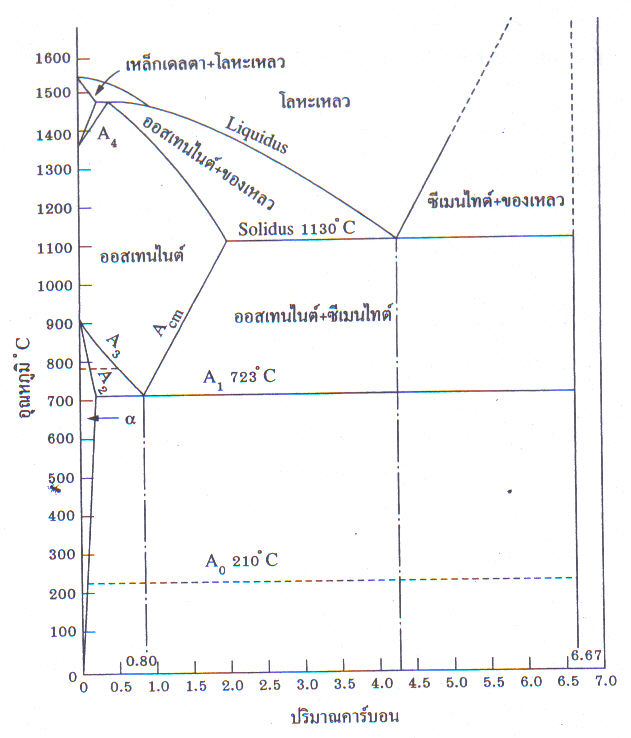 1600
เหล็กเดลตา+โลหะเหลว
1500
โลหะเหลว
1400
A4
Liquidus
ออสเทนไนต์+ของเหลว
1300
1200
ซีเมนไทต์+ของเหลว
Solidus 1130°C
1100
ออสเทนไนต์
1000
Acm
ออสเทนไนต์+ซีเมนไทต์
900
A3
อุณหภูมิ °C
800
A2
A1 723°C
700
α
600
500
400
300
A0 210°C
200
100
0.80
6.67
0
0 0.5 1.0 1.5 2.0 2.5 3.0 3.5 4.0 4.5 5.0 5.5 6.0 6.5 7.0
ปริมาณคาร์บอน